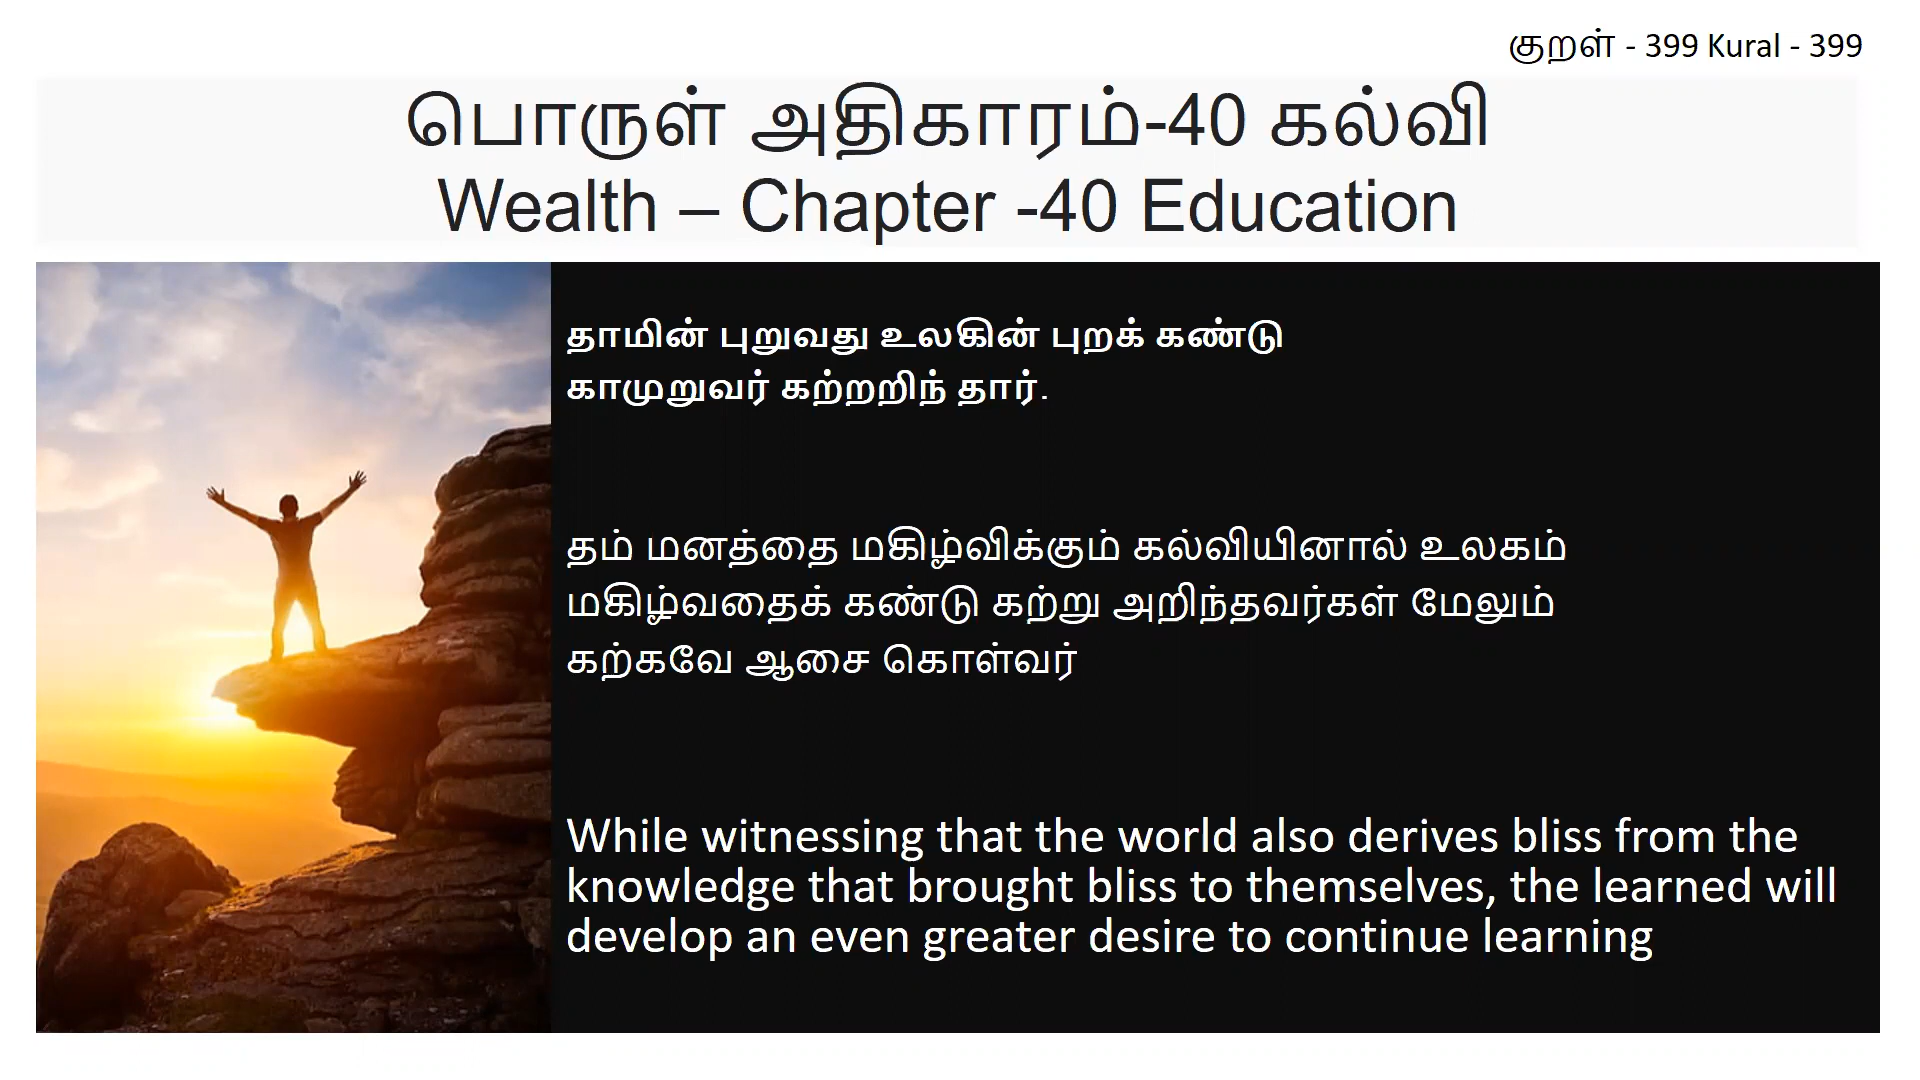 குறள் - 399 Kural - 399
பொருள் அதிகாரம்-40 கல்வி
Wealth – Chapter -40 Education
தாமின் புறுவது உலகின் புறக் கண்டு
காமுறுவர் கற்றறிந் தார்.
தம் மனத்தை மகிழ்விக்கும் கல்வியினால் உலகம்
மகிழ்வதைக் கண்டு கற்று அறிந்தவர்கள் மேலும்
கற்கவே ஆசை கொள்வர்
While witnessing that the world also derives bliss from the
knowledge that brought bliss to themselves, the learned will
develop an even greater desire to continue learning